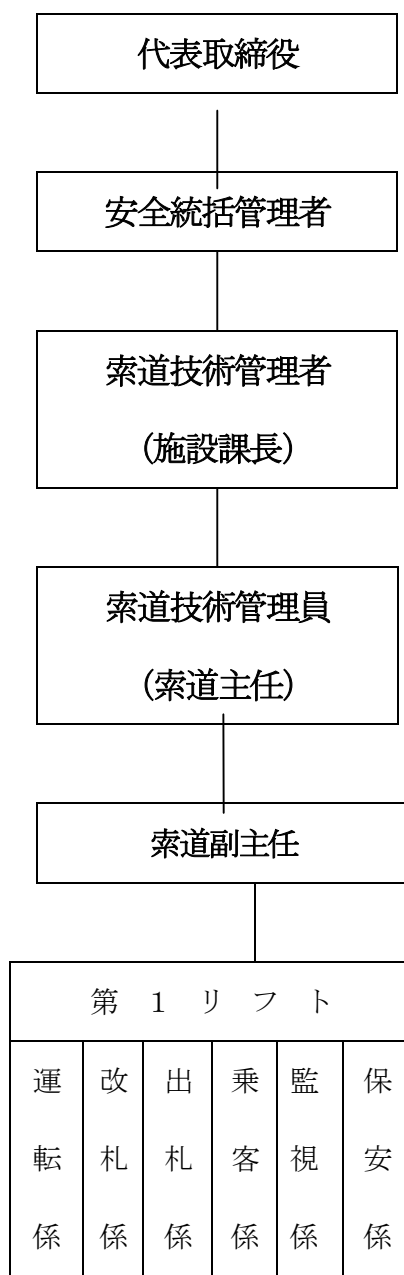 代表取締役
安全統括管理者
索道技術管理者
(施設課長)
索道技術管理員
(索道主任)
索道副主任
第1リフト
運転係
改札係
出札係
乗客係
監視係
保安係